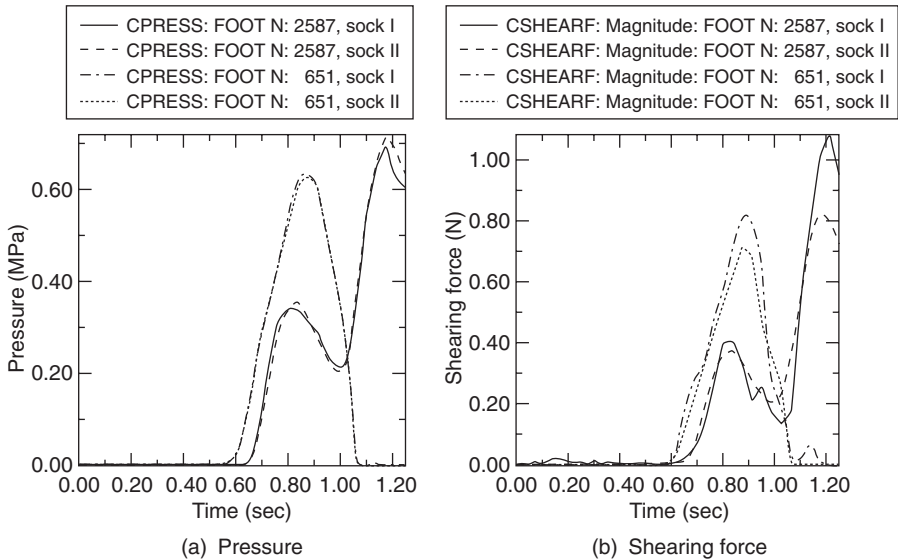 CPRESS: FOOT N: 2587, sock I
CPRESS: FOOT N: 2587, sock II
CPRESS: FOOT N: 651, sock I
CPRESS: FOOT N: 651, sock II
CSHEARF: Magnitude: FOOT N: 2587, sock I
CSHEARF: Magnitude: FOOT N: 2587, sock II
CSHEARF: Magnitude: FOOT N: 651, sock I
CSHEARF: Magnitude: FOOT N: 651, sock II
Pressure (MPa)
0.60
0.40
0.20
0.00
0.00 0.20 0.40 0.60 0.80 1.00 1.20
Time (sec)
(a) Pressure
Shearing force (N)
1.00
0.80
0.60
0.40
0.20
0.00
0.00 0.20 0.40 0.60 0.80 1.00 1.20
Time (sec)
(b) Shearing force